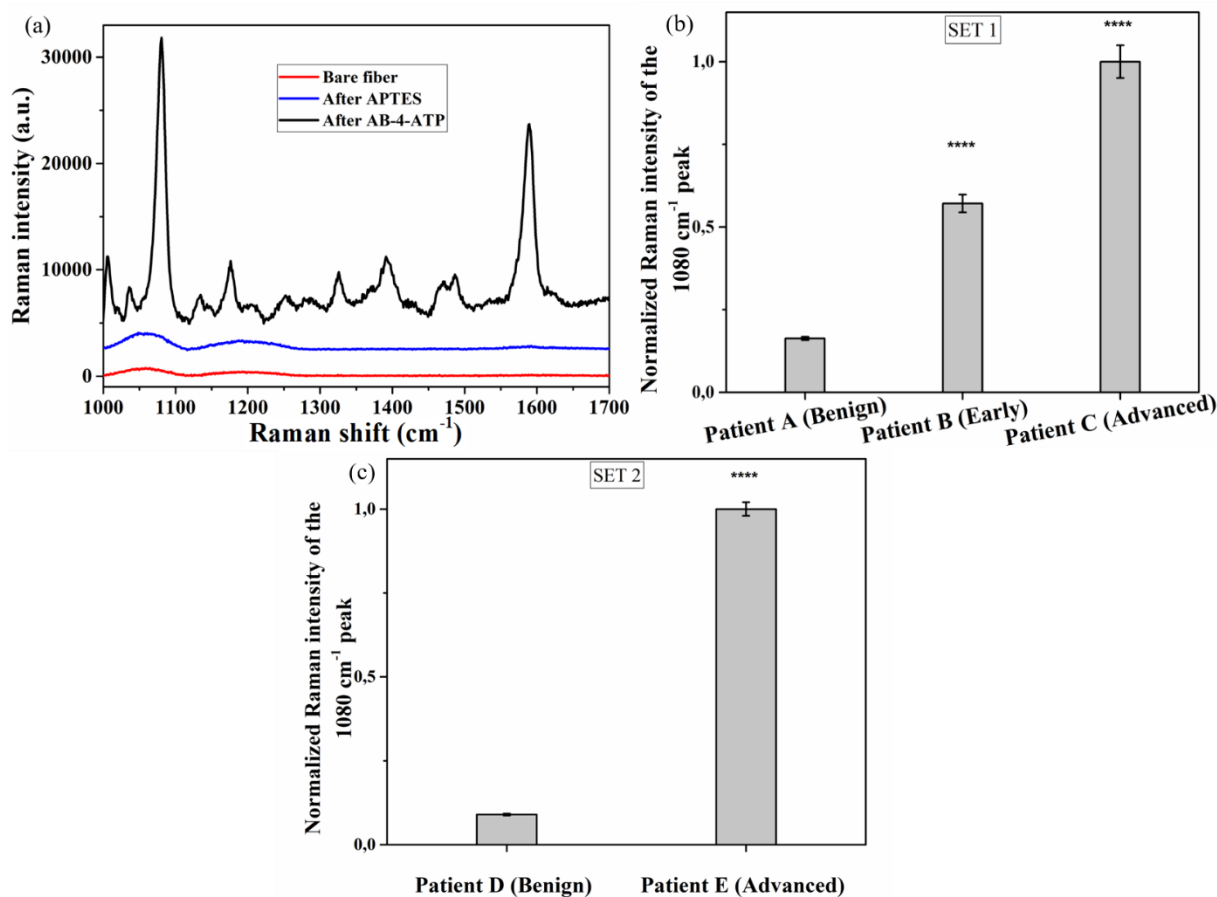 (a)
30000
20000
10000
0
Raman intensity (a.u.)
Bare fiber
After APTES
After AB-4-ATP
1000 1100 1200 1300 1400 1500 1600 1700
Raman shift (cm⁻¹)
(b)
SET 1
****
****
1,0
0,5
0,0
Normalized Raman intensity of the
1080 cm⁻¹ peak
Patient A (Benign) Patient B (Early) Patient C (Advanced)
(c)
SET 2
****
1,0
0,5
0,0
Normalized Raman intensity of the
1080 cm⁻¹ peak
Patient D (Benign) Patient E (Advanced)